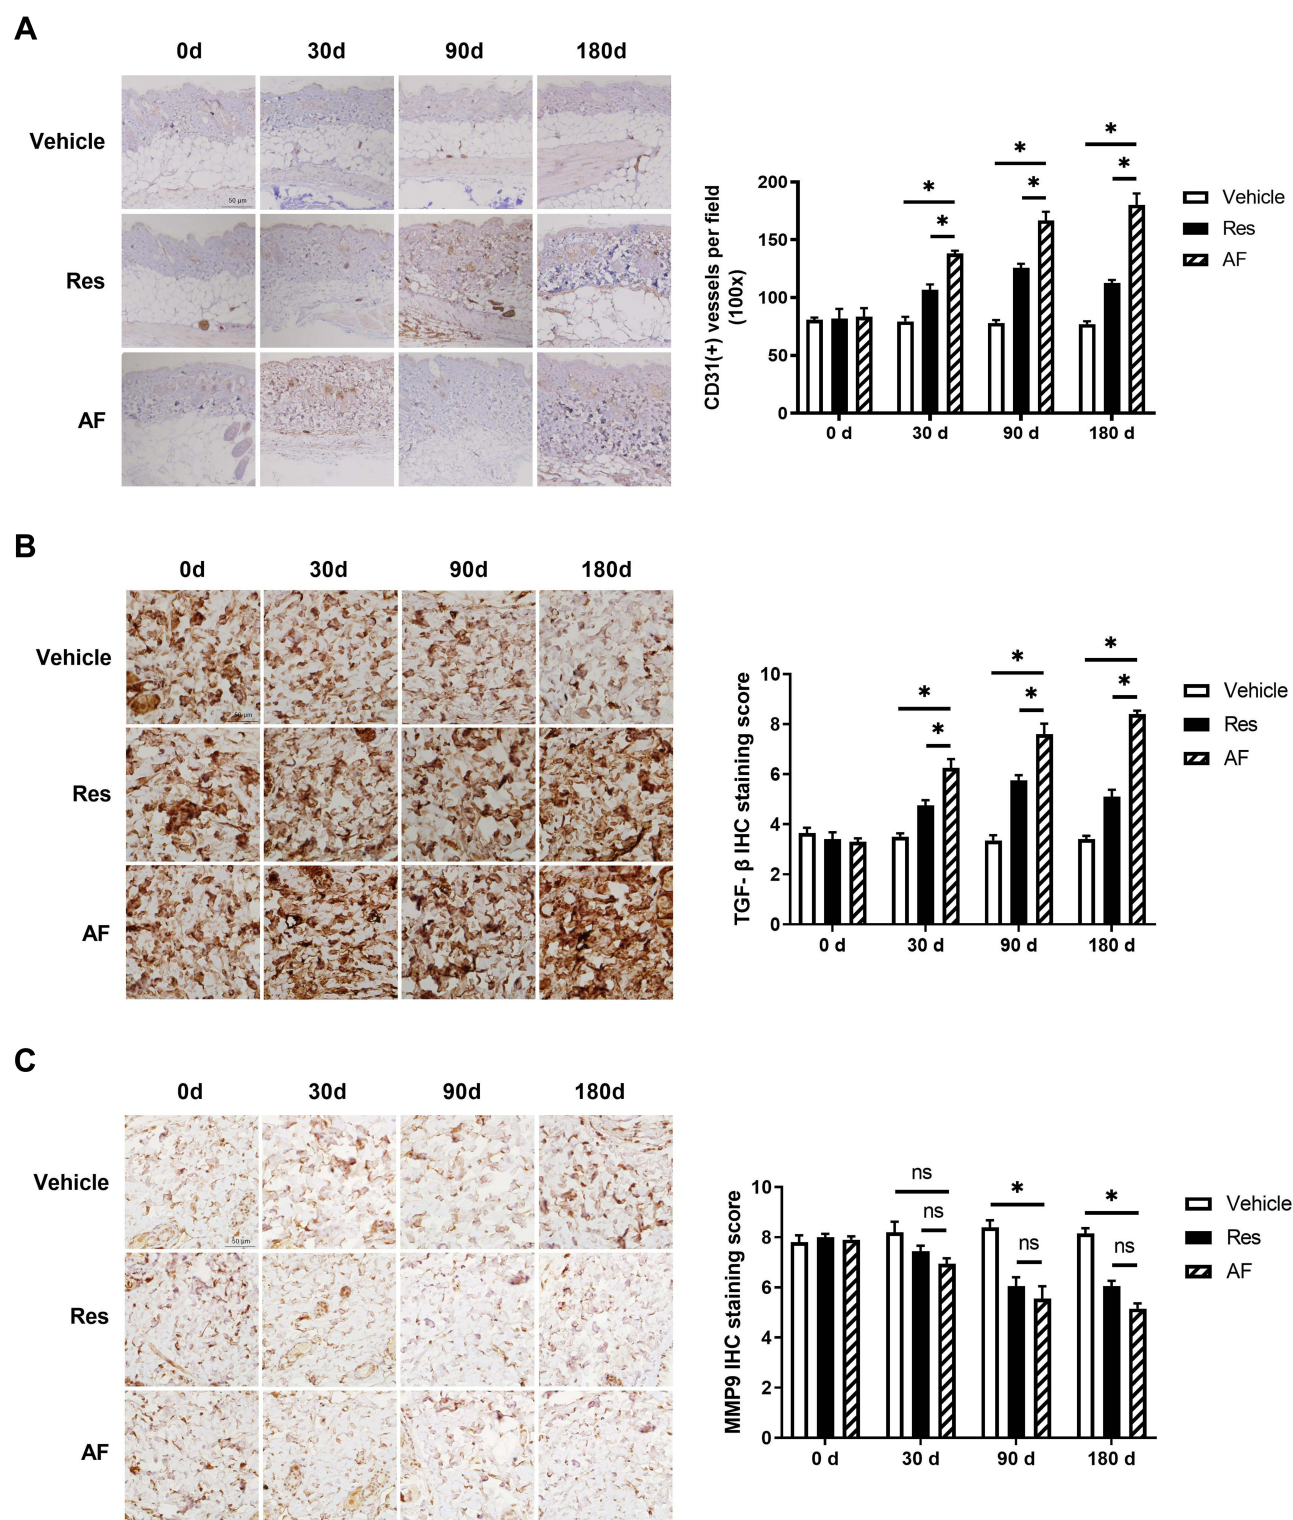 A
0d 30d 90d 180d
Vehicle
Res
AF
50 µm
CD31(+) vessels per field
(100x)
200
150
100
50
0
* * * * * *
0 d 30 d 90 d 180 d
Vehicle
Res
AF
B
0d 30d 90d 180d
Vehicle
Res
AF
50 µm
TGF- β IHC staining score
10
8
6
4
2
0
* * * * * *
0 d 30 d 90 d 180 d
Vehicle
Res
AF
C
0d 30d 90d 180d
Vehicle
Res
AF
50 µm
MMP9 IHC staining score
10
8
6
4
2
0
ns ns * ns * ns
0 d 30 d 90 d 180 d
Vehicle
Res
AF